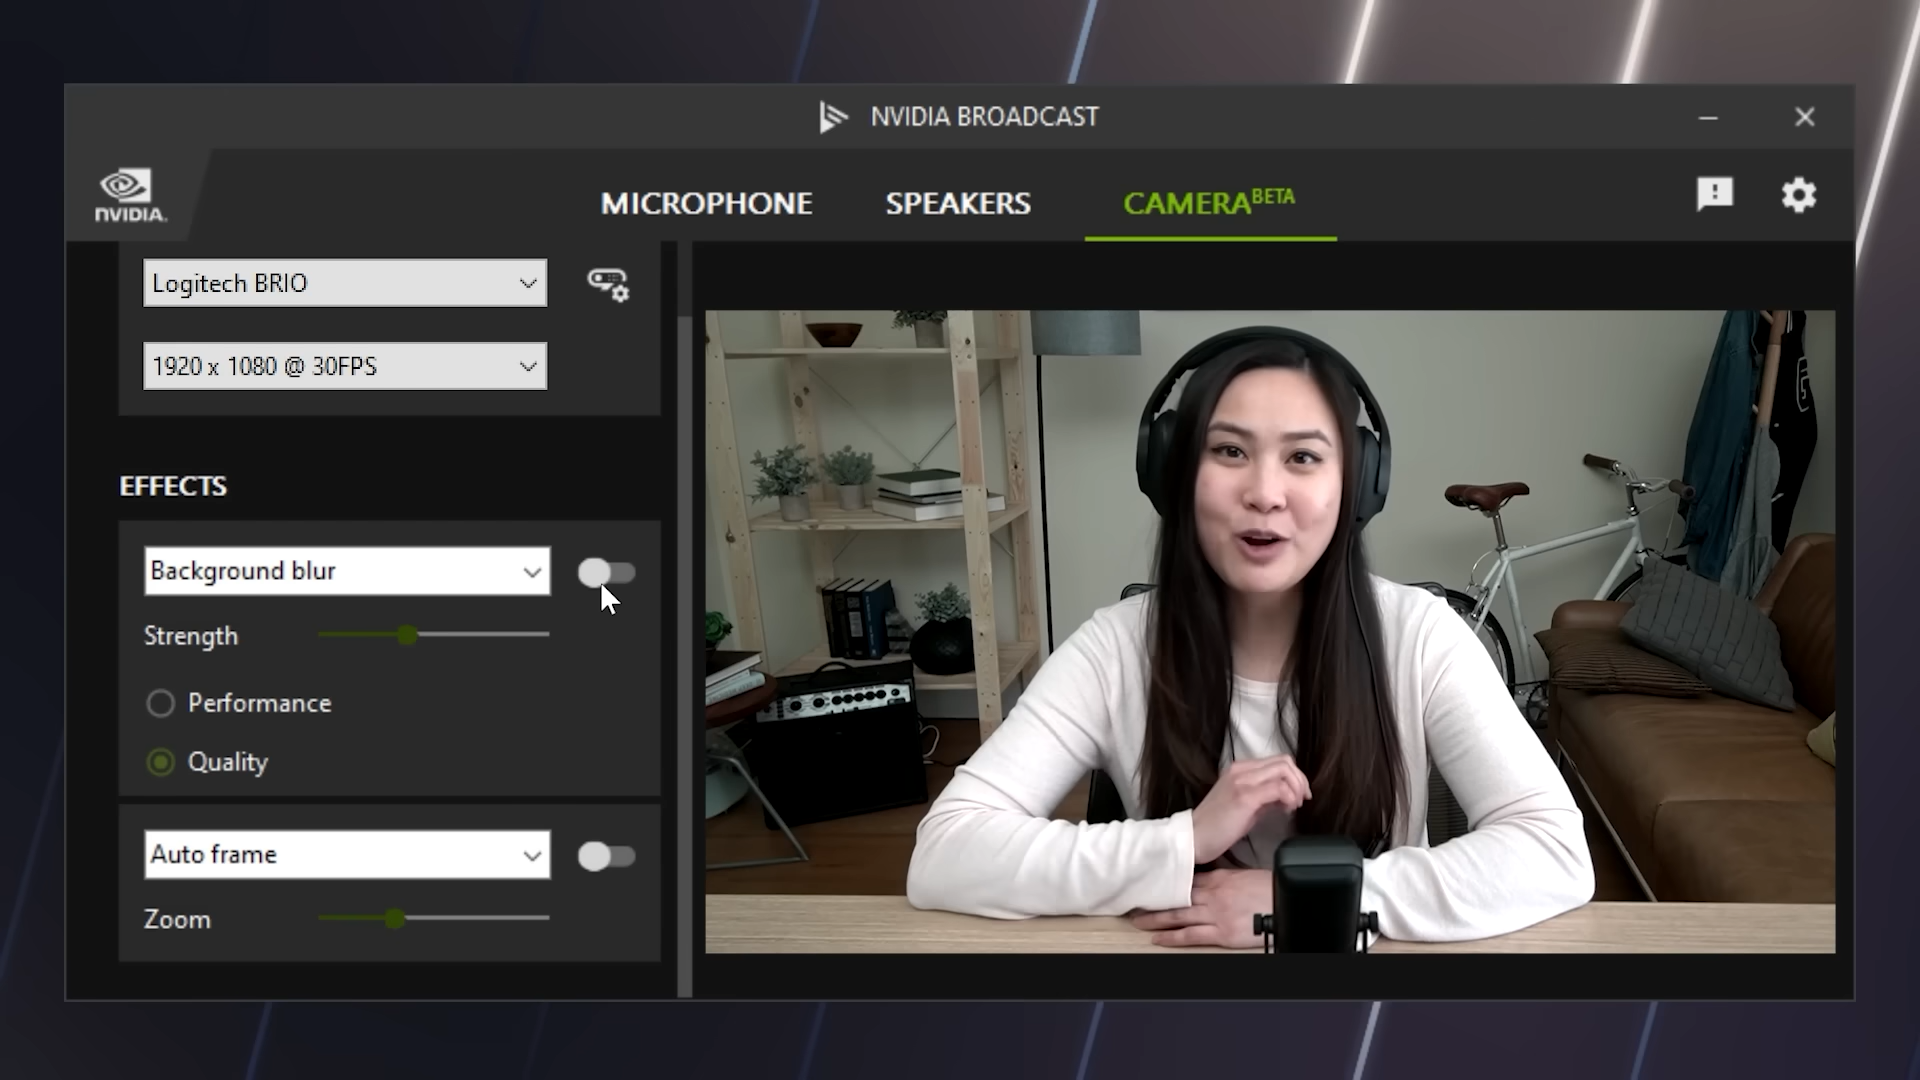 NVIDIA BROADCAST
NVIDIA.
MICROPHONE
SPEAKERS
CAMERABETA
Logitech BRIO
1920 x 1080 @ 30FPS
EFFECTS
Background blur
Strength
Performance
Quality
Auto frame
Zoom